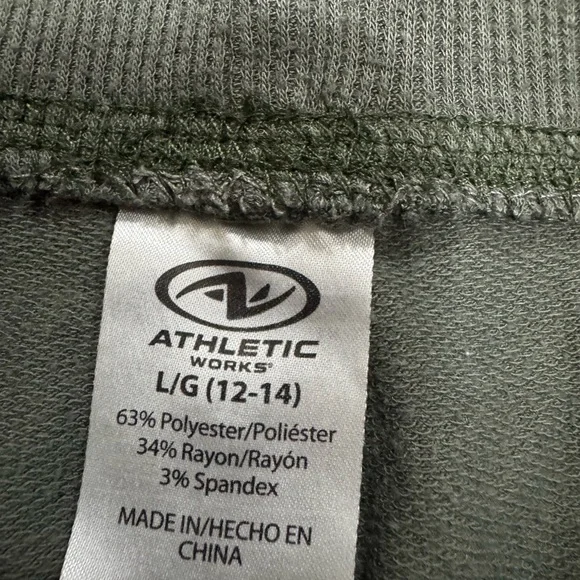 ATHLETIC
WORKS®
L/G (12-14)
63% Polyester/Poliéster
34% Rayon/Rayón
3% Spandex
MADE IN/HECHO EN
CHINA